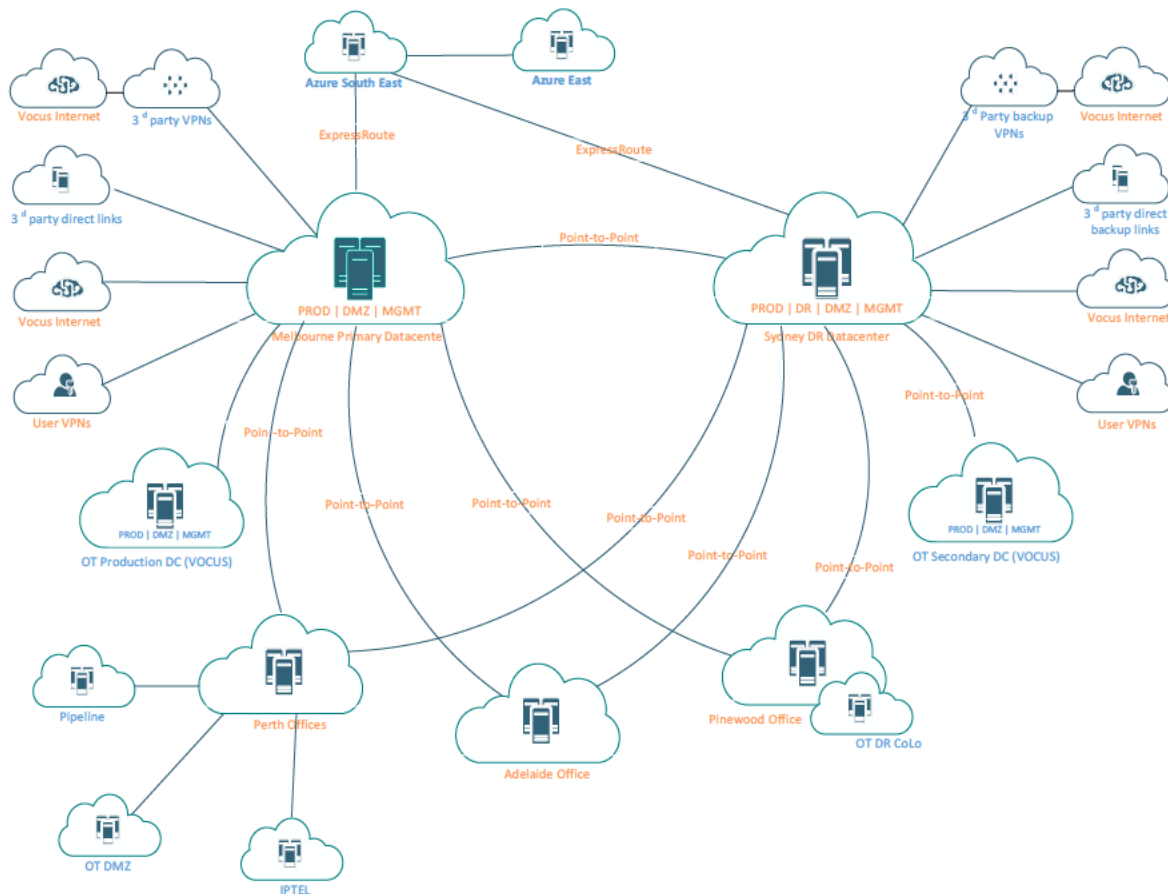 Azure South East
Azure East
Vocus Internet
3 d party VPNs
3 d Party backup
VPNs
Vocus Internet
ExpressRoute
ExpressRoute
3 d party direct links
3 d party direct
backup links
Point-to-Point
Vocus Internet
PROD | DMZ | MGMT
Melbourne Primary Datacente
PROD | DR | DMZ | MGMT
Sydney DR Datacenter
Vocus Internet
User VPNs
User VPNs
Point-to-Point
Point-to-Point
Point-to-Point
Point-to-Point
Point-to-Point
Point-to-Point
Point-to-Point
PROD | DMZ | MGMT
OT Production DC (VOCUS)
PROD | DMZ | MGMT
OT Secondary DC (VOCUS)
Pipeline
Perth Offices
Adelaide Office
Pinewood Office
OT DR CoLo
OT DMZ
IPTEL